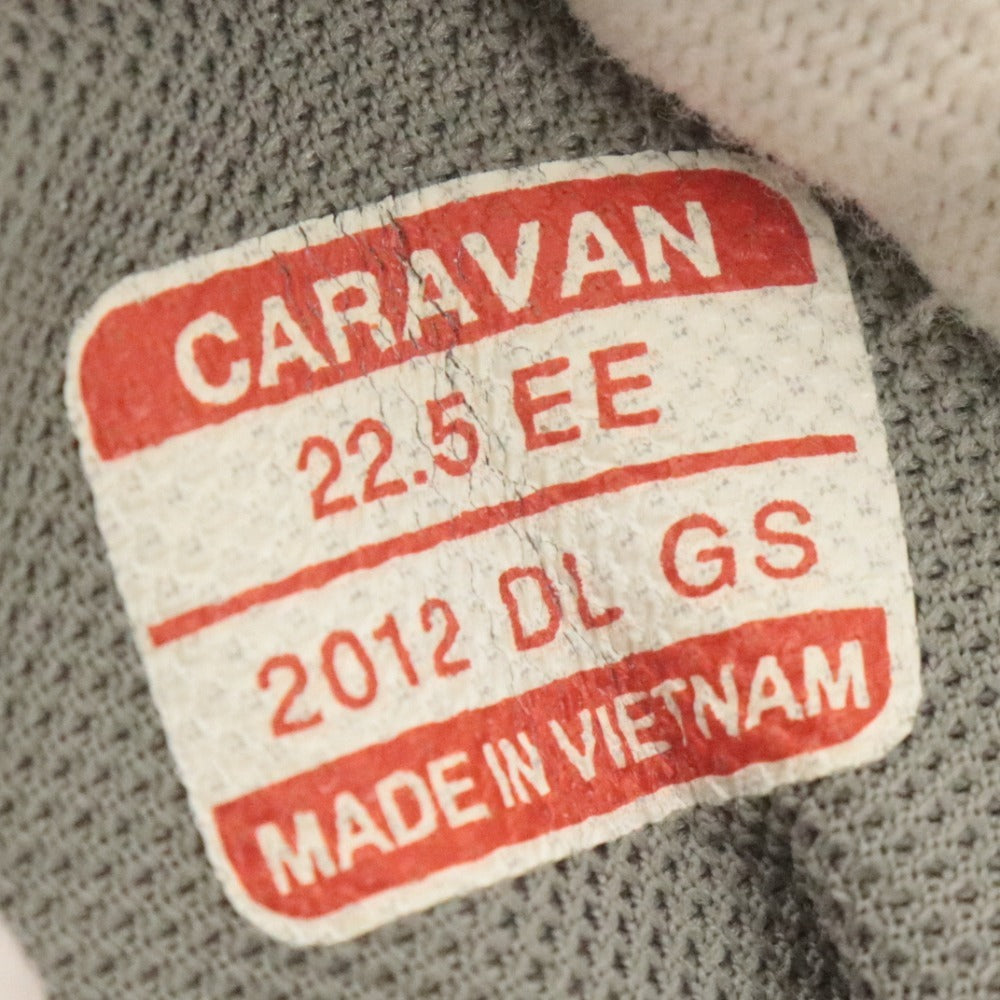 CARAVAN
22.5 EE
2012 DL GS
MADE IN VIETNAM